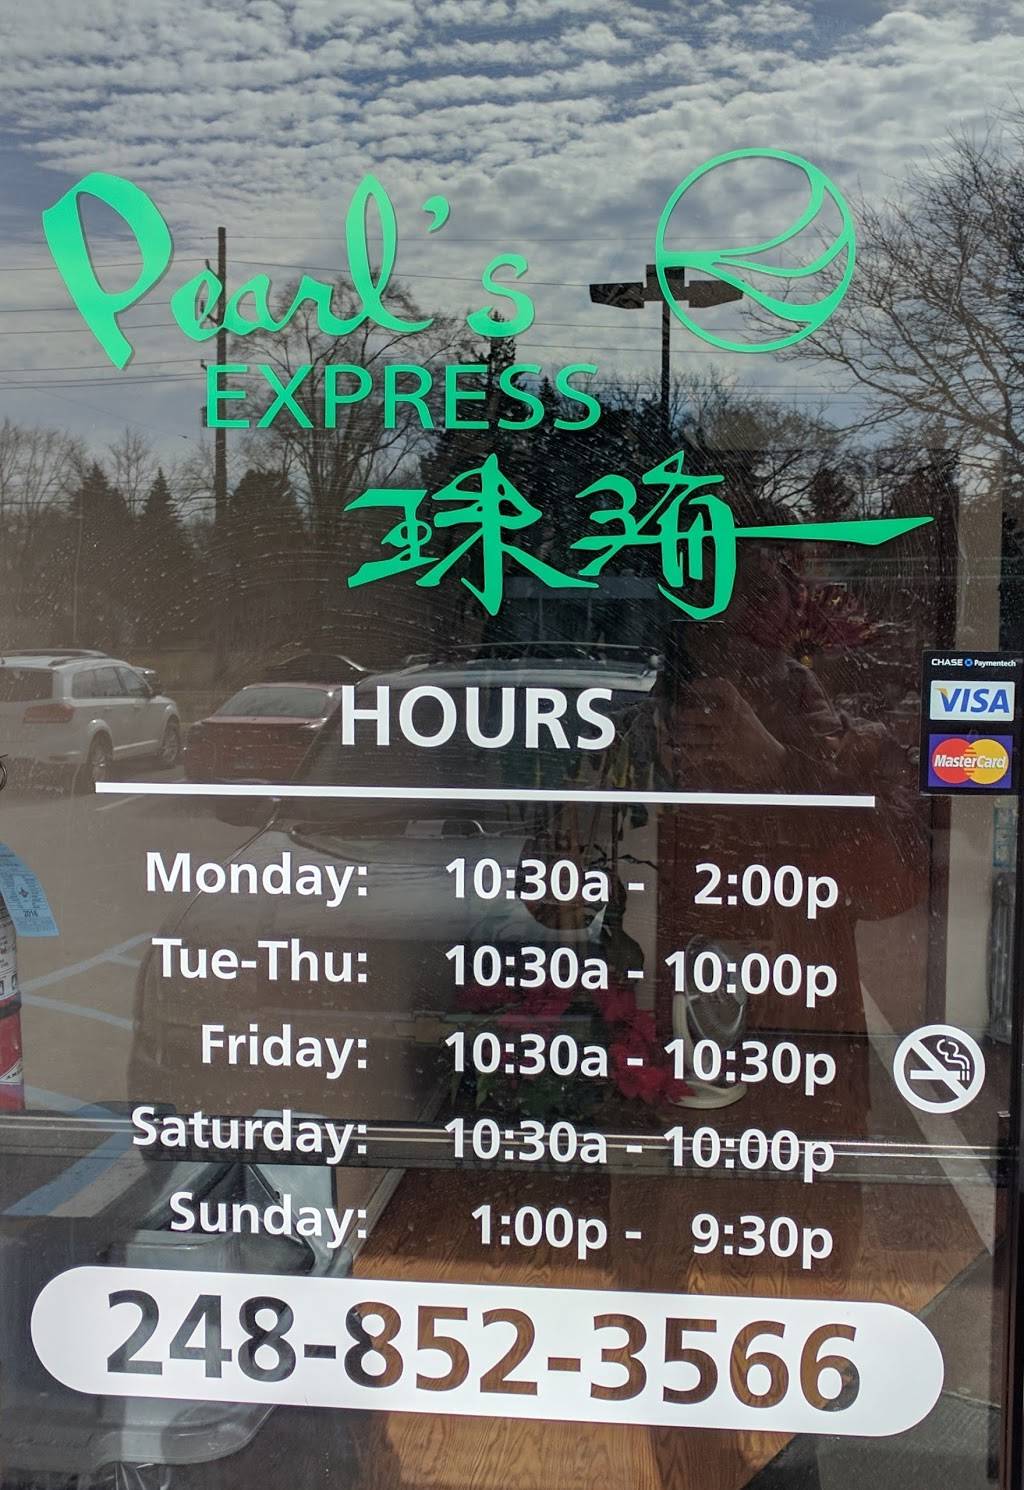 Pearl's
EXPRESS
珠海
HOURS
CHASE Paymentech
VISA
MasterCard
Monday: 10:30a - 2:00p
Tue-Thu: 10:30a - 10:00p
Friday: 10:30a - 10:30p
Saturday: 10:30a - 10:00p
Sunday: 1:00p - 9:30p
248-852-3566